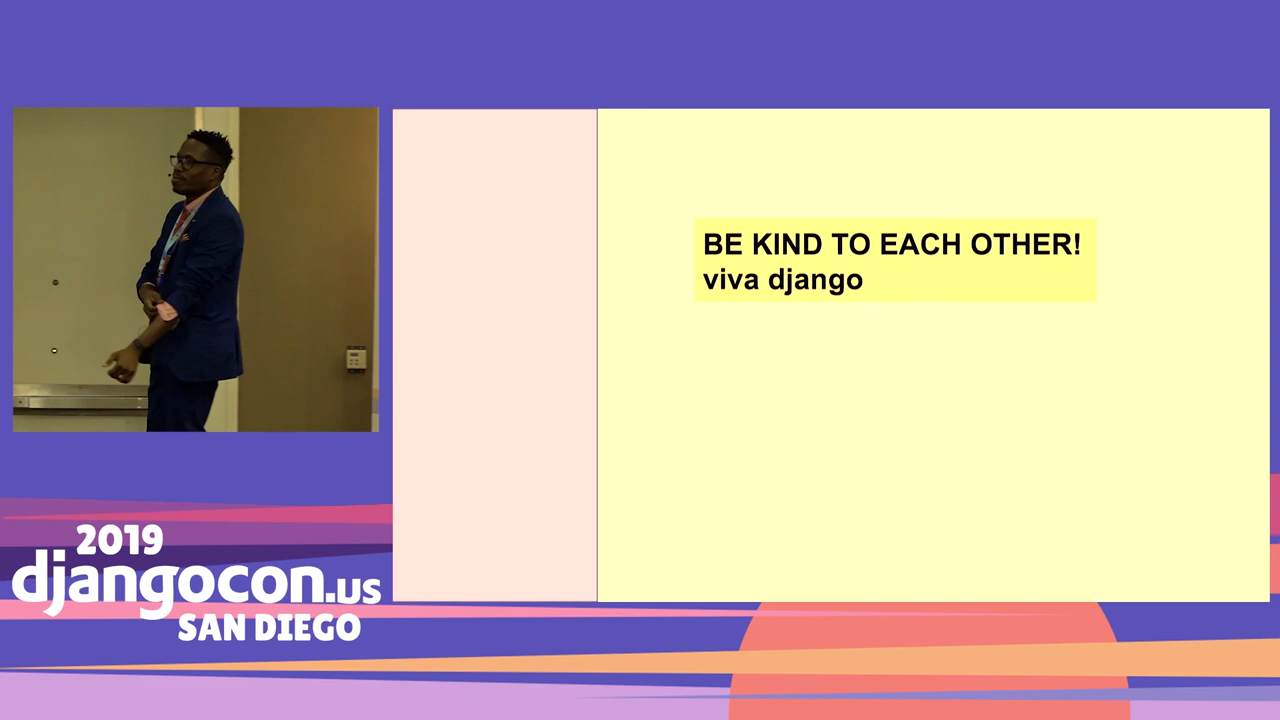 BE KIND TO EACH OTHER!
viva django
2019
djangocon.us
SAN DIEGO